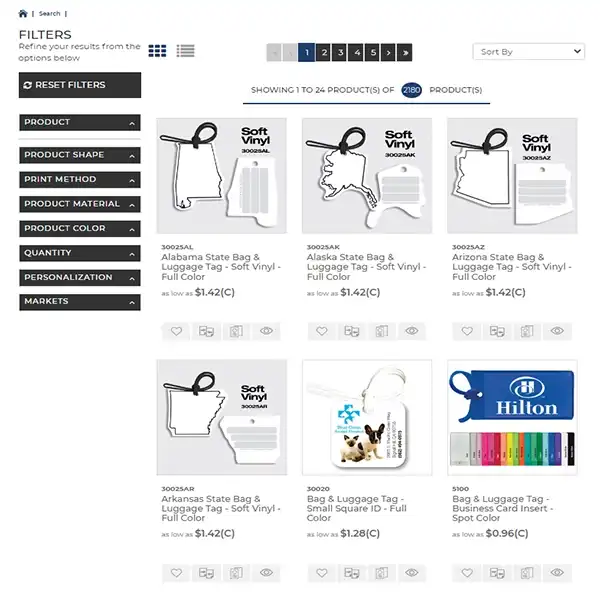 | Search |
FILTERS
Refine your results from the
options below
« ‹ 1 2 3 4 5 › »
Sort By
RESET FILTERS
SHOWING 1 TO 24 PRODUCT(S) OF 2180 PRODUCT(S)
PRODUCT
PRODUCT SHAPE
PRINT METHOD
PRODUCT MATERIAL
PRODUCT COLOR
QUANTITY
PERSONALIZATION
MARKETS
Soft
Vinyl
30025AL
30025AL
Alabama State Bag &
Luggage Tag - Soft Vinyl -
Full Color
as low as $1.42(C)
Soft
Vinyl
30025AK
30025AK
Alaska State Bag &
Luggage Tag - Soft Vinyl -
Full Color
as low as $1.42(C)
Soft
Vinyl
30025AZ
30025AZ
Arizona State Bag &
Luggage Tag - Soft Vinyl -
Full Color
as low as $1.42(C)
Soft
Vinyl
30025AR
30025AR
Arkansas State Bag &
Luggage Tag - Soft Vinyl -
Full Color
as low as $1.42(C)
30020
Bag & Luggage Tag -
Small Square ID - Full
Color
as low as $1.28(C)
Hilton
5100
Bag & Luggage Tag -
Business Card Insert -
Spot Color
as low as $0.96(C)